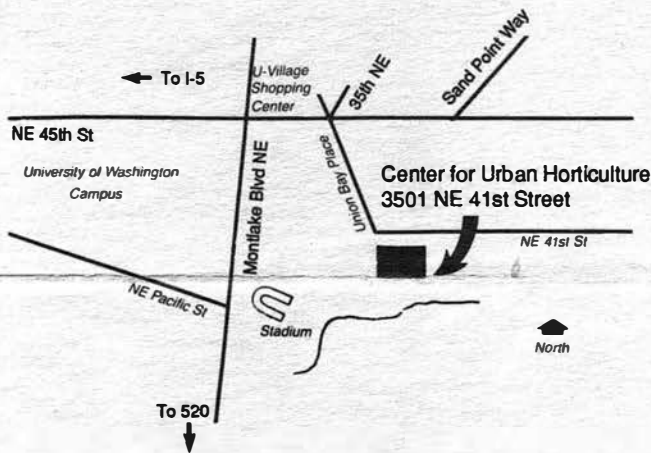 To I-5
U-Village
Shopping
Center
35th NE
Sand Point Way
NE 45th St
University of Washington
Campus
Montlake Blvd NE
Union Bay Place
Center for Urban Horticulture
3501 NE 41st Street
NE 41st St
NE Pacific St
Stadium
North
To 520